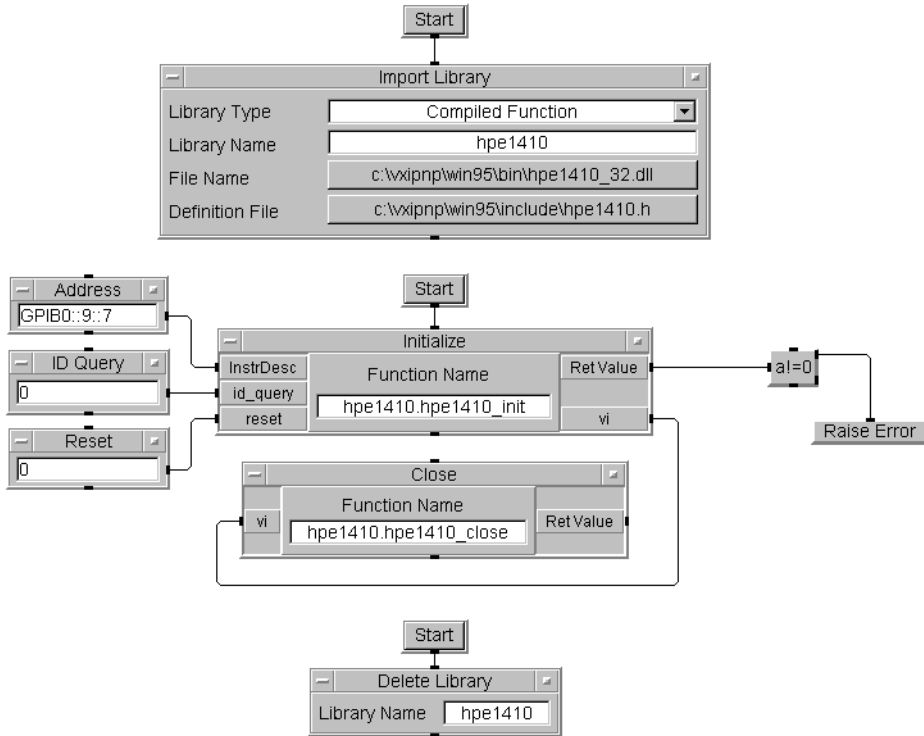 Start
Import Library
Library Type
Compiled Function
Library Name
hpe1410
File Name
c:\vxipnp\win95\bin\hpe1410_32.dll
Definition File
c:\vxipnp\win95\include\hpe1410.h
Address
GPIB0::9::7
ID Query
0
Reset
0
Start
Initialize
InstrDesc
id_query
reset
Function Name
hpe1410.hpe1410_init
Ret Value
vi
a!=0
Raise Error
Close
vi
Function Name
hpe1410.hpe1410_close
Ret Value
Start
Delete Library
Library Name
hpe1410